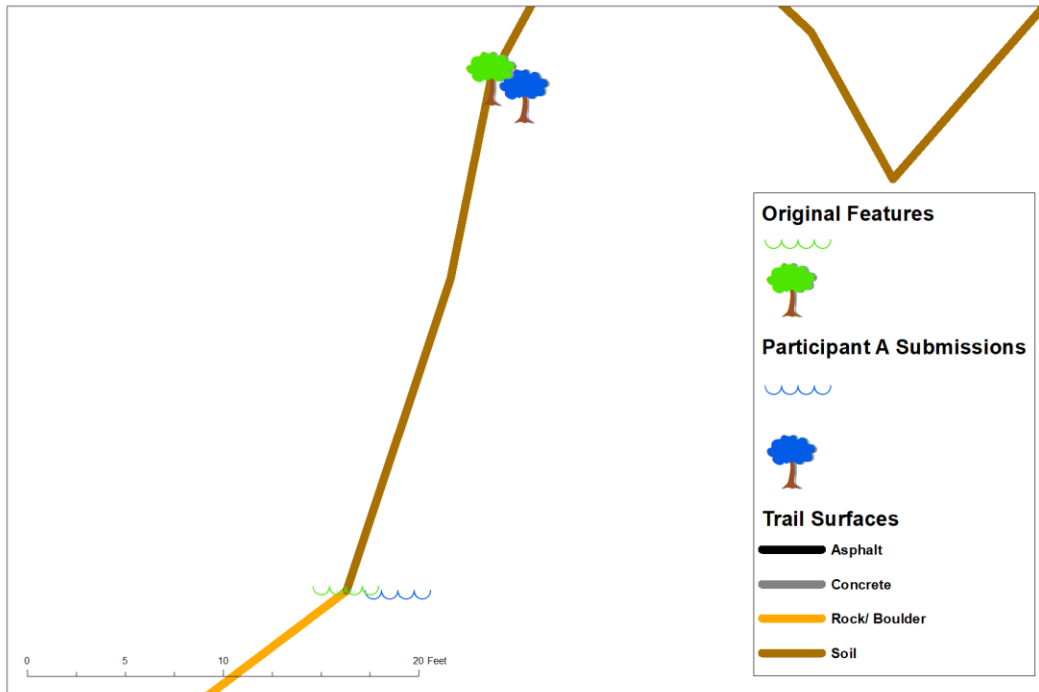 Original Features
Participant A Submissions
Trail Surfaces
Asphalt
Concrete
Rock/ Boulder
Soil
0 5 10 20 Feet